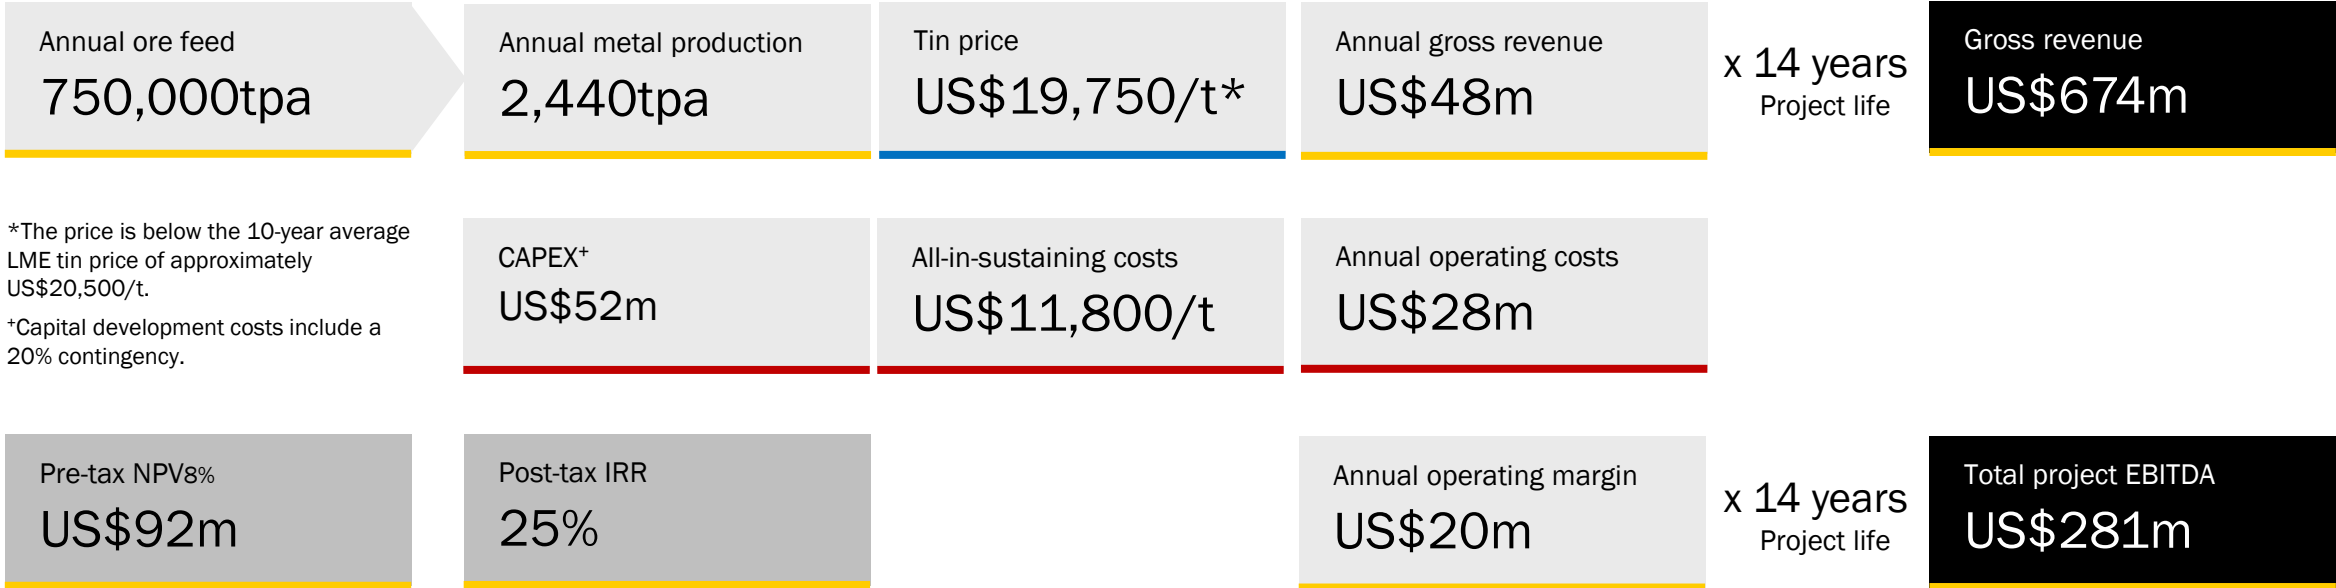 Annual ore feed
750,000tpa
Annual metal production
2,440tpa
Tin price
US$19,750/t*
Annual gross revenue
US$48m
x 14 years
Project life
Gross revenue
US$674m
*The price is below the 10-year average
LME tin price of approximately
US$20,500/t.
+Capital development costs include a
20% contingency.
CAPEX+
US$52m
All-in-sustaining costs
US$11,800/t
Annual operating costs
US$28m
Pre-tax NPV8%
US$92m
Post-tax IRR
25%
Annual operating margin
US$20m
x 14 years
Project life
Total project EBITDA
US$281m